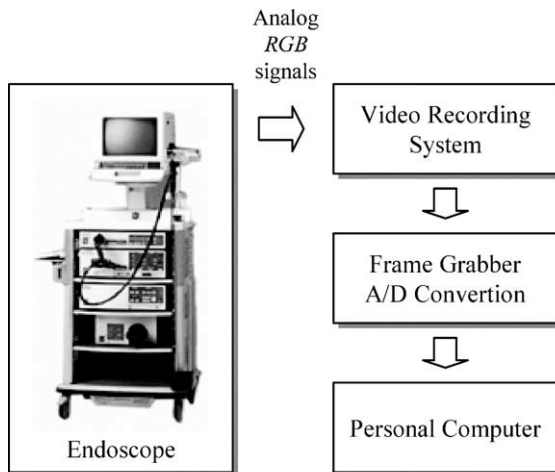 Analog
RGB
signals
Video Recording
System
Frame Grabber
A/D Convertion
Personal Computer
Endoscope